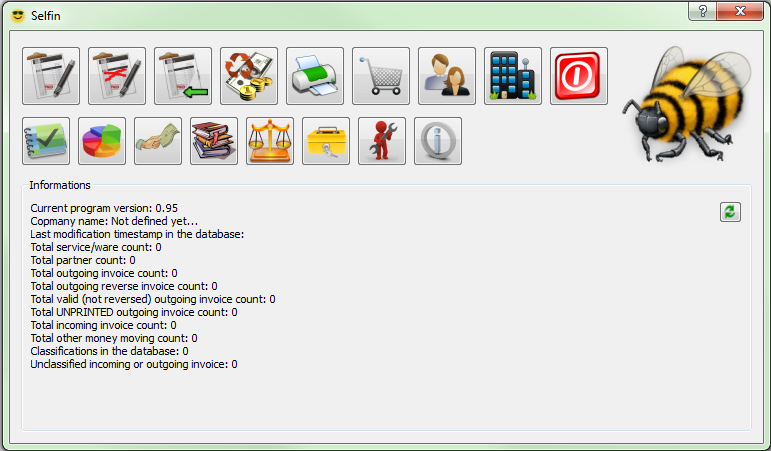 Selfin
Informations
Current program version: 0.95
Copmany name: Not defined yet...
Last modification timestamp in the database:
Total service/ware count: 0
Total partner count: 0
Total outgoing invoice count: 0
Total outgoing reverse invoice count: 0
Total valid (not reversed) outgoing invoice count: 0
Total UNPRINTED outgoing invoice count: 0
Total incoming invoice count: 0
Total other money moving count: 0
Classifications in the database: 0
Unclassified incoming or outgoing invoice: 0